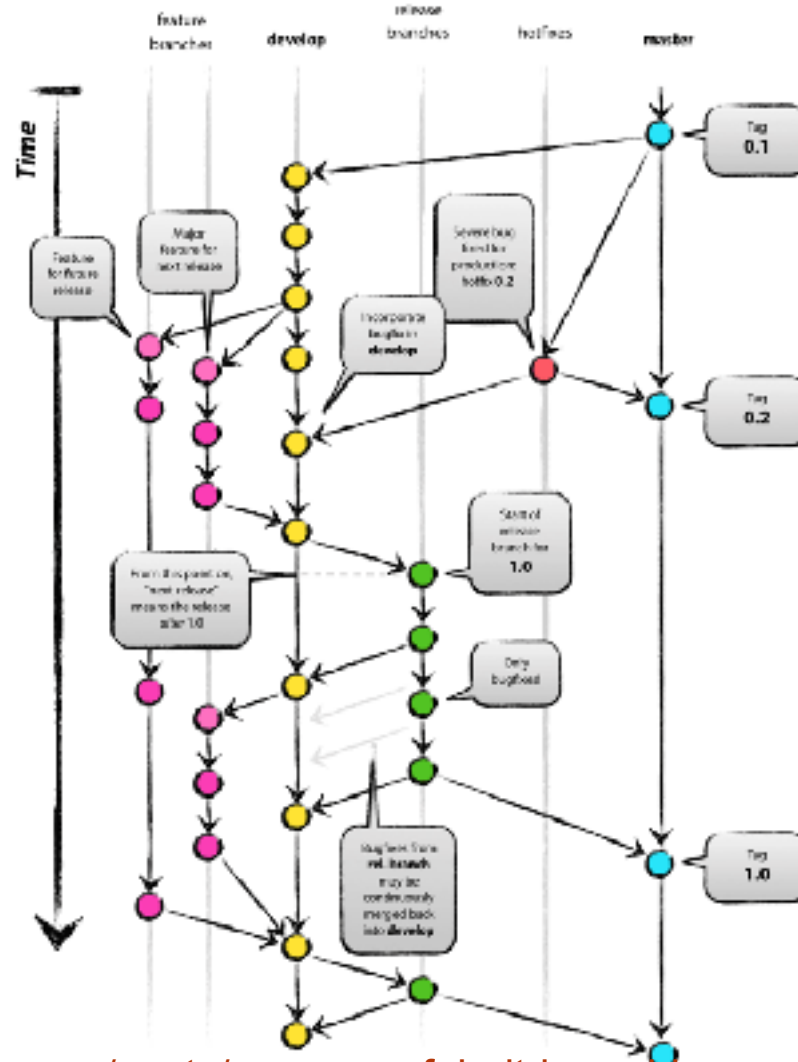 feature
branches
develop
release
branches
hotfixes
master
Time
Tag
0.1
Major
feature for
next release
Feature
for future
release
Severe bug
fixed for
production:
hotfix 0.2
Incorporate
bugfix in
develop
Tag
0.2
Start of
release
branch for
1.0
From this point on,
"next release"
means the release
after 1.0
Only
bugfixes!
Bugfixes from
rel. branch
may be
continuously
merged back
into develop
Tag
1.0